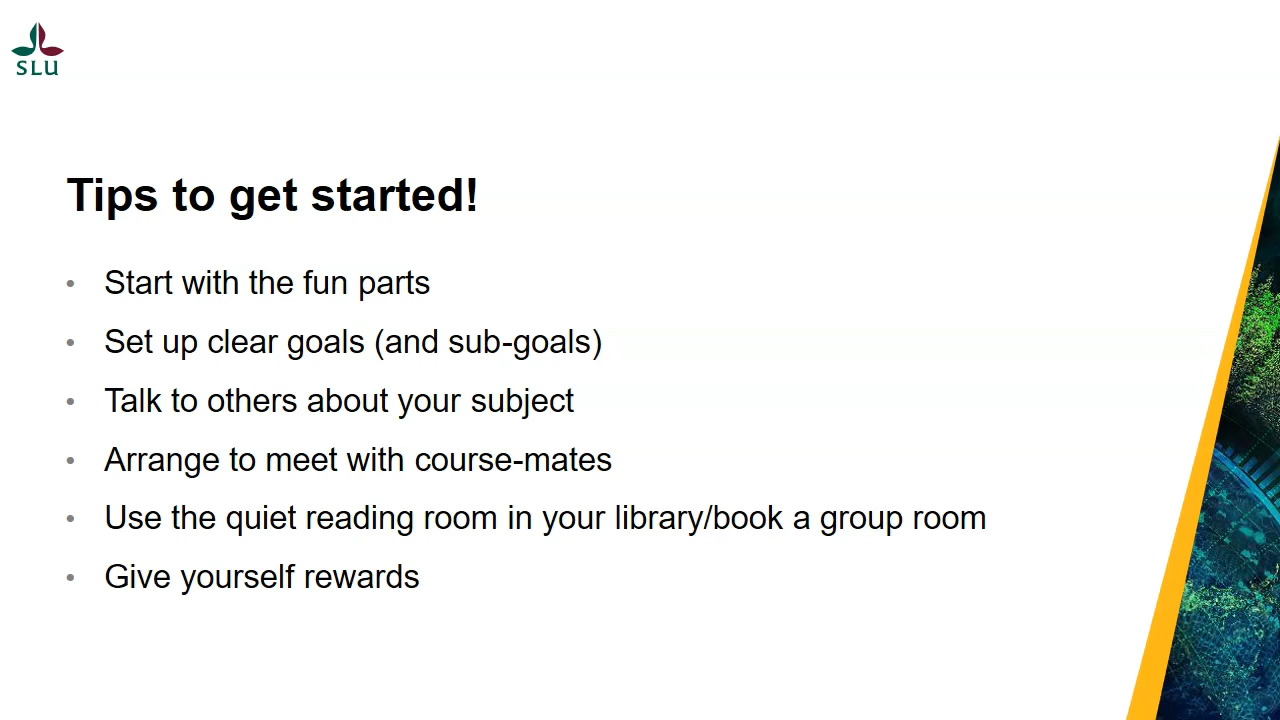 SLU
Tips to get started!
• Start with the fun parts
• Set up clear goals (and sub-goals)
• Talk to others about your subject
• Arrange to meet with course-mates
• Use the quiet reading room in your library/book a group room
• Give yourself rewards